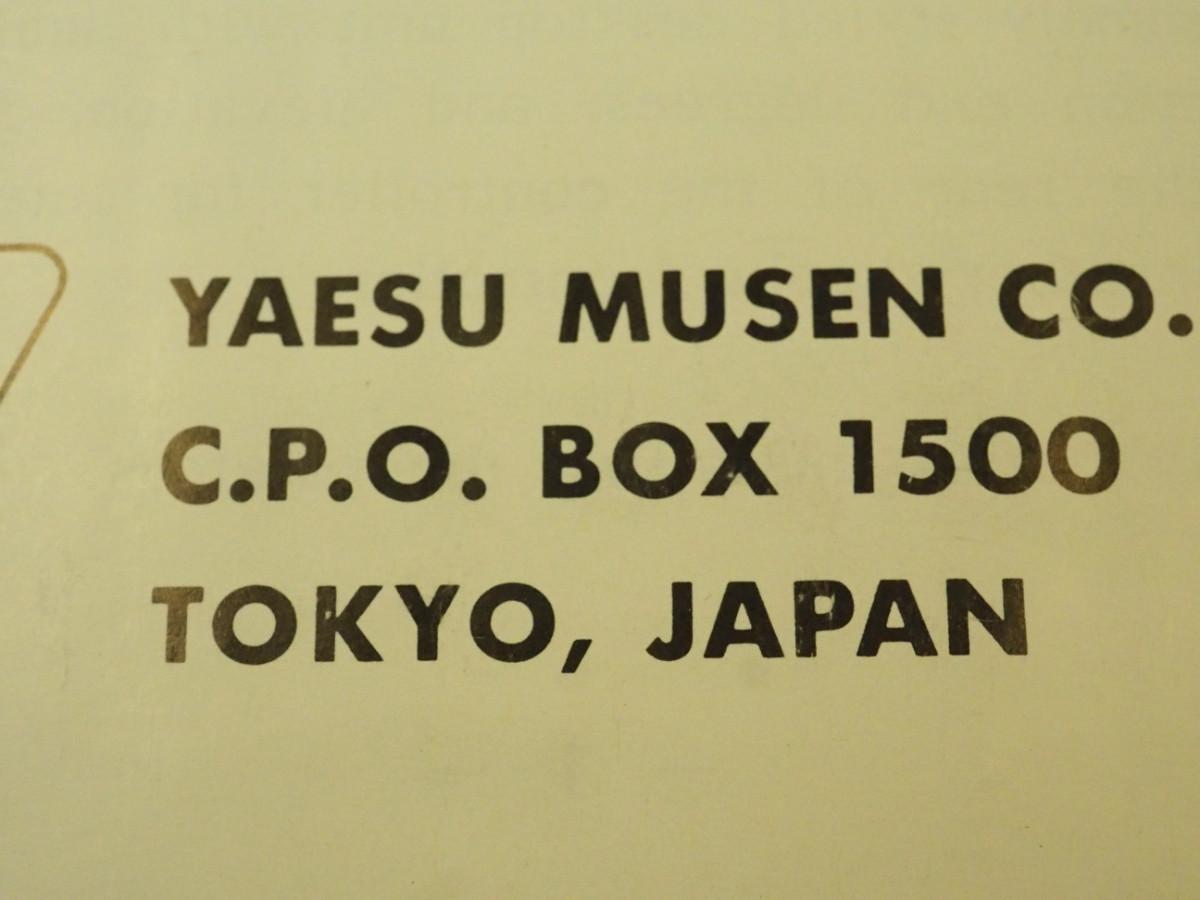 YAESU MUSEN CO.
C.P.O. BOX 1500
TOKYO, JAPAN